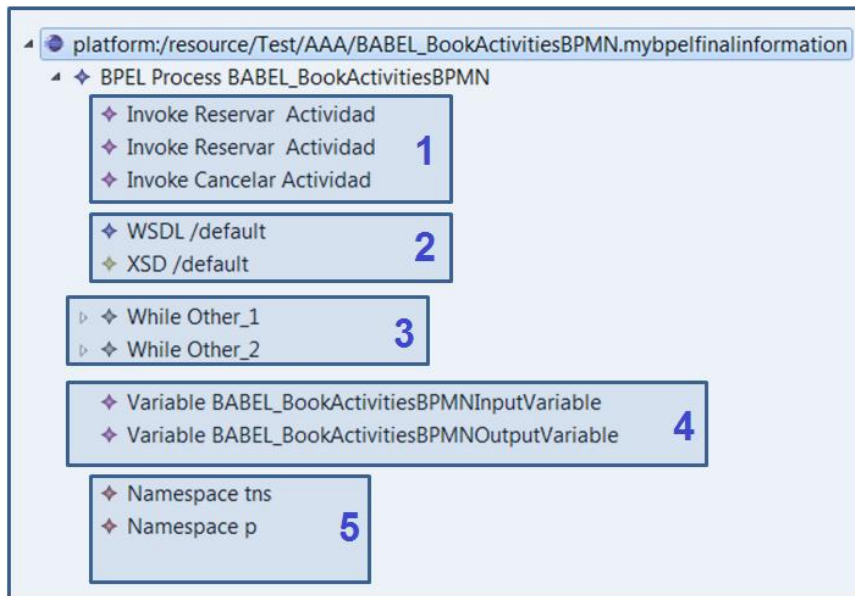 platform:/resource/Test/AAA/BABEL_BookActivitiesBPMN.mybpelfinalinformation
BPEL Process BABEL_BookActivitiesBPMN
Invoke Reservar Actividad
Invoke Reservar Actividad
Invoke Cancelar Actividad
1
WSDL /default
XSD /default
2
While Other_1
While Other_2
3
Variable BABEL_BookActivitiesBPMNInputVariable
Variable BABEL_BookActivitiesBPMNOutputVariable
4
Namespace tns
Namespace p
5